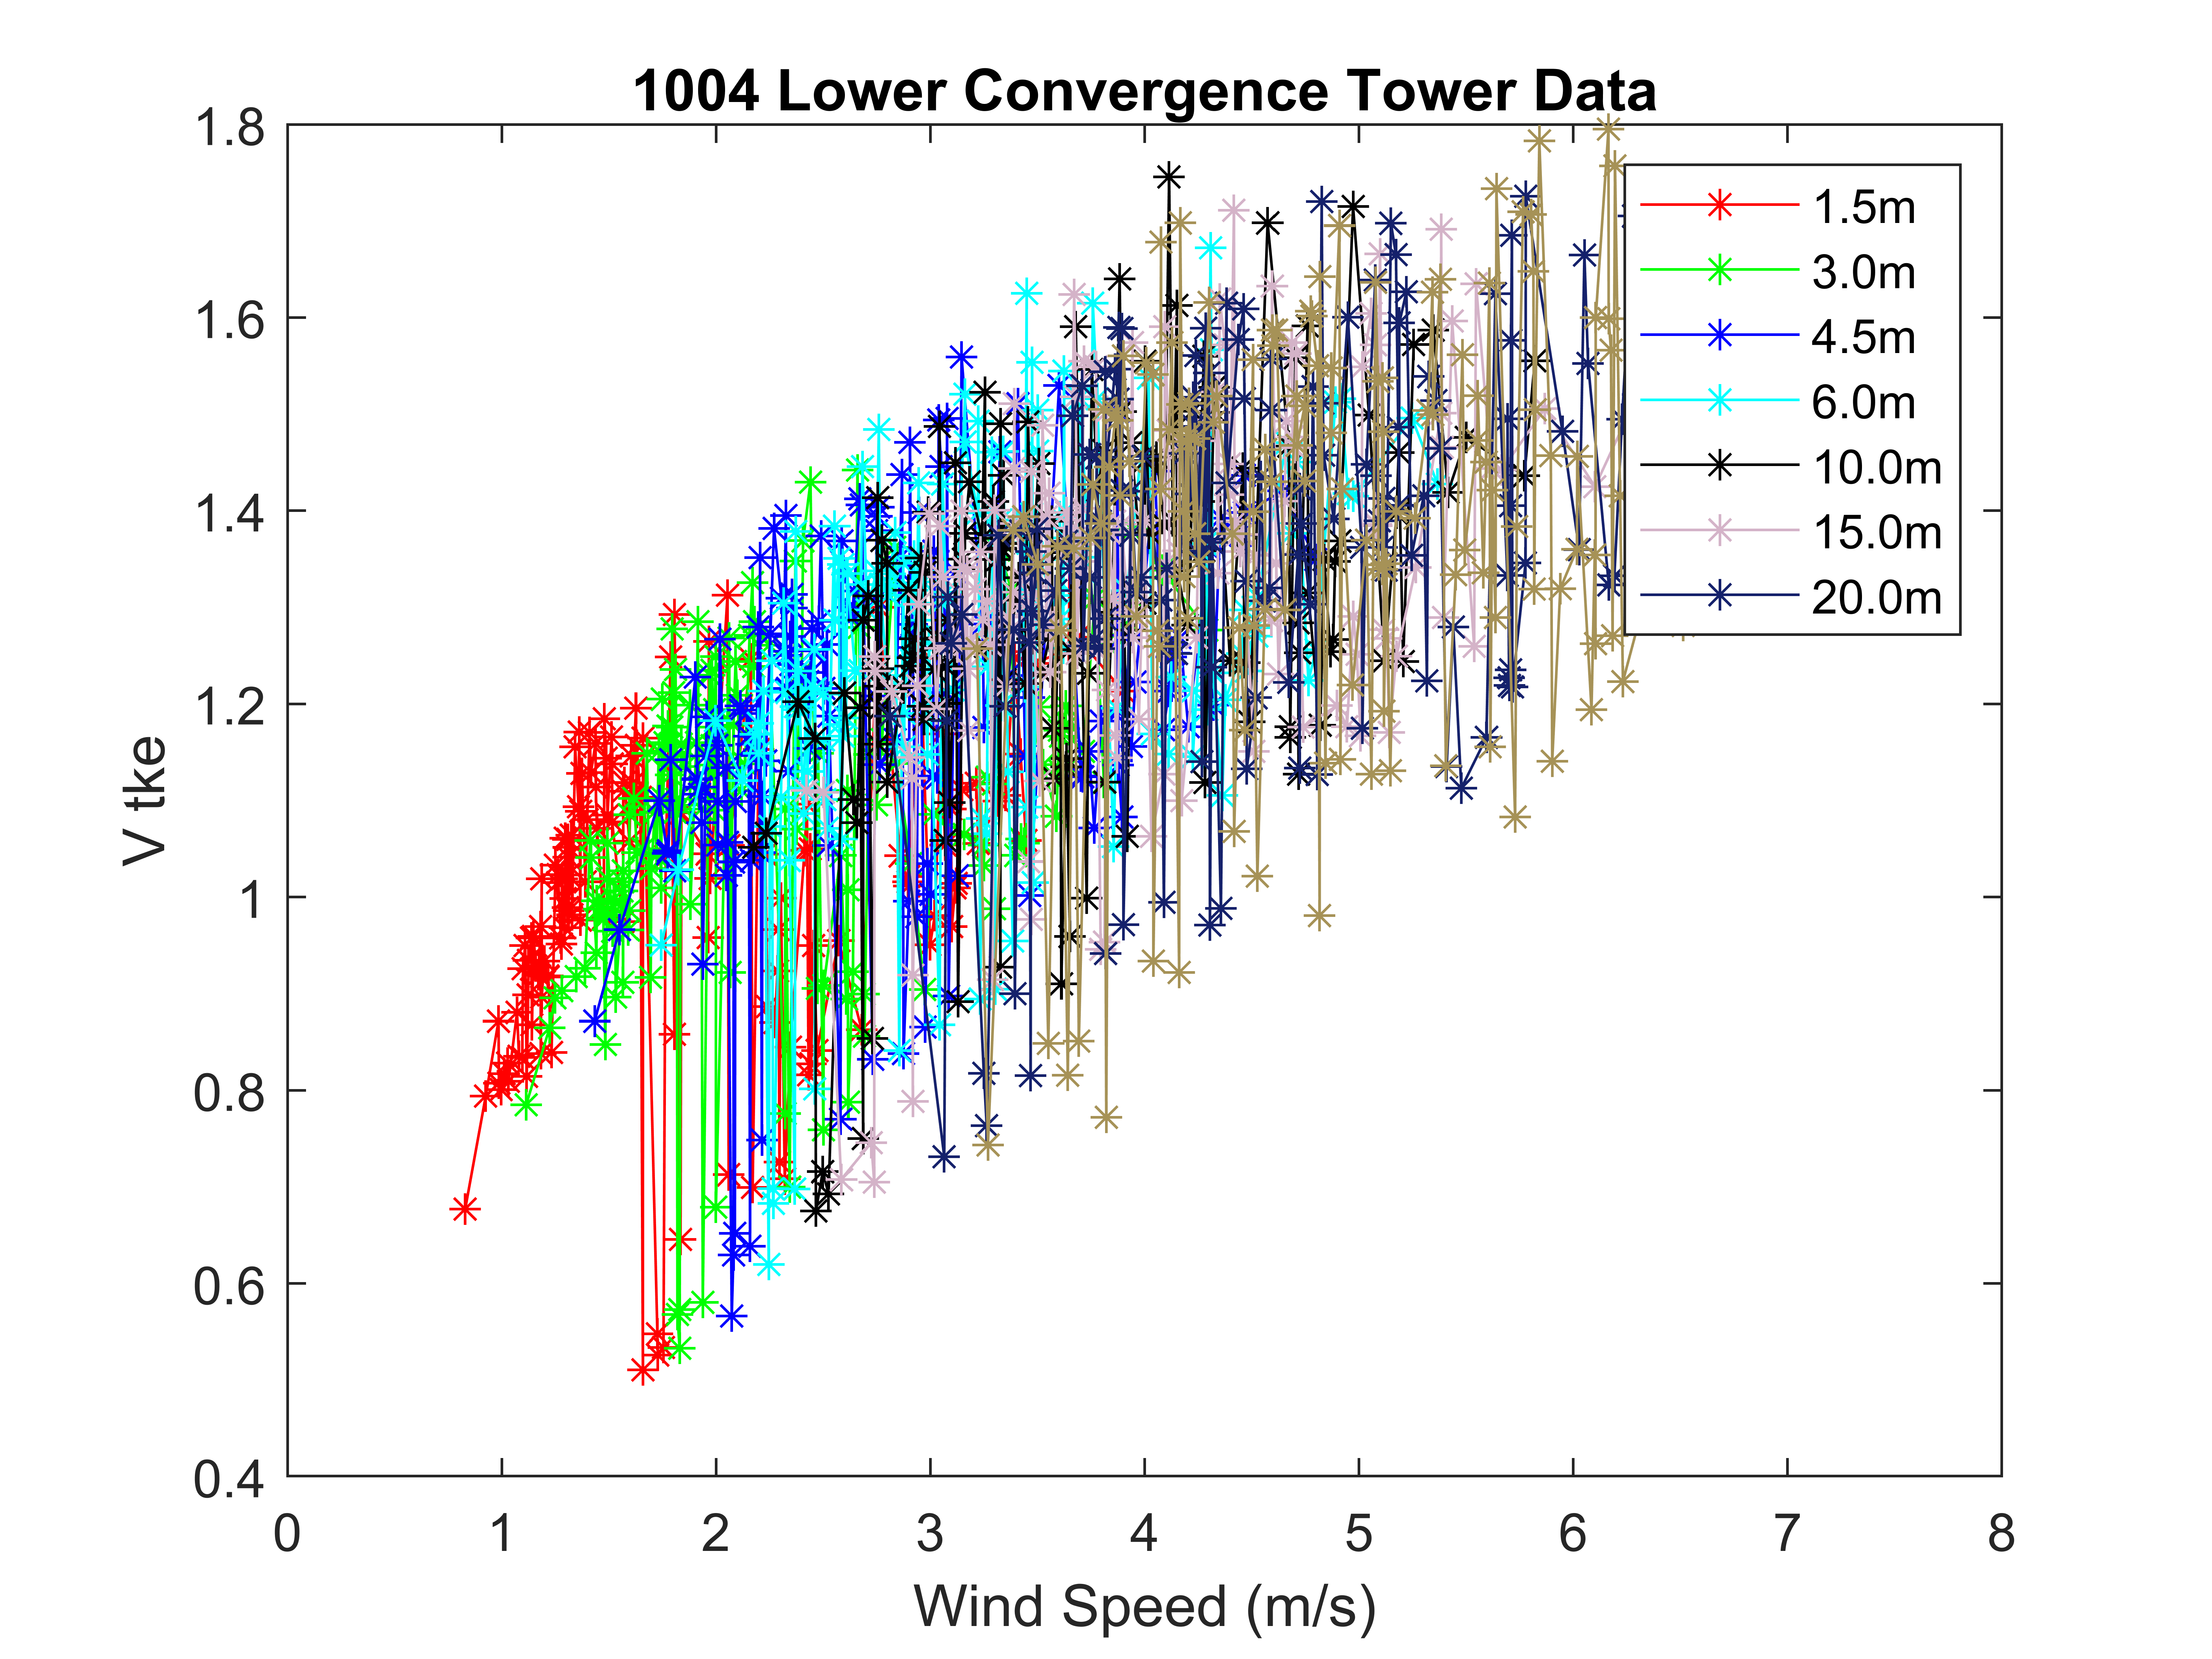 1004 Lower Convergence Tower Data
V tke
1.8
1.6
1.4
1.2
1
0.8
0.6
0.4
0 1 2 3 4 5 6 7 8
Wind Speed (m/s)
1.5m
3.0m
4.5m
6.0m
10.0m
15.0m
20.0m